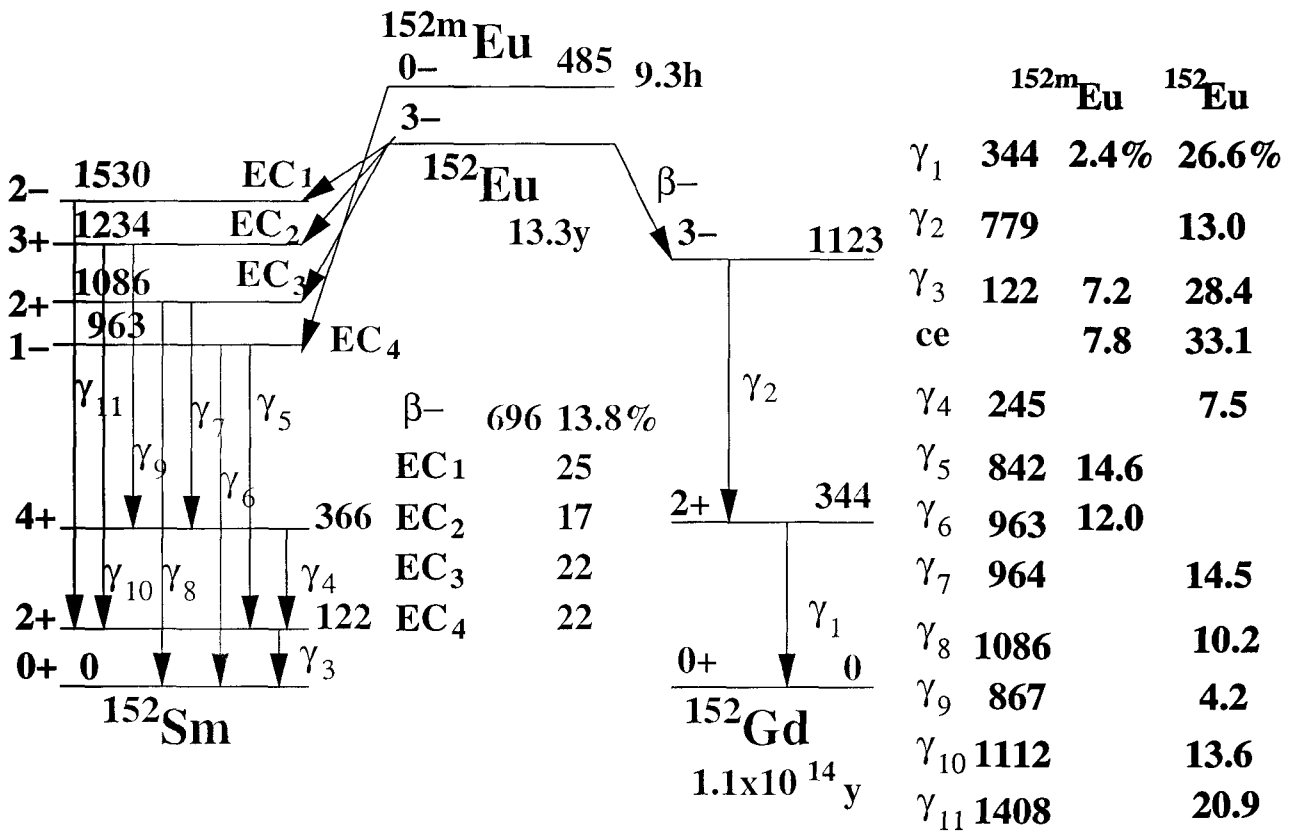 152mEu
0– 485 9.3h
3–
152Eu
13.3y
2– 1530 EC1
3+ 1234 EC2
2+ 1086 EC3
1– 963 EC4
β–
3– 1123
γ11
γ9
γ7
γ6
γ5
γ2
β– 696 13.8%
EC1 25
EC2 17
EC3 22
EC4 22
4+ 366
2+ 344
γ10 γ8 γ4
2+ 122
γ1
γ3
0+ 0
0+ 0
152Sm
152Gd
1.1x10 14 y
152mEu 152Eu
γ1 344 2.4% 26.6%
γ2 779 13.0
γ3 122 7.2 28.4
ce 7.8 33.1
γ4 245 7.5
γ5 842 14.6
γ6 963 12.0
γ7 964 14.5
γ8 1086 10.2
γ9 867 4.2
γ10 1112 13.6
γ11 1408 20.9